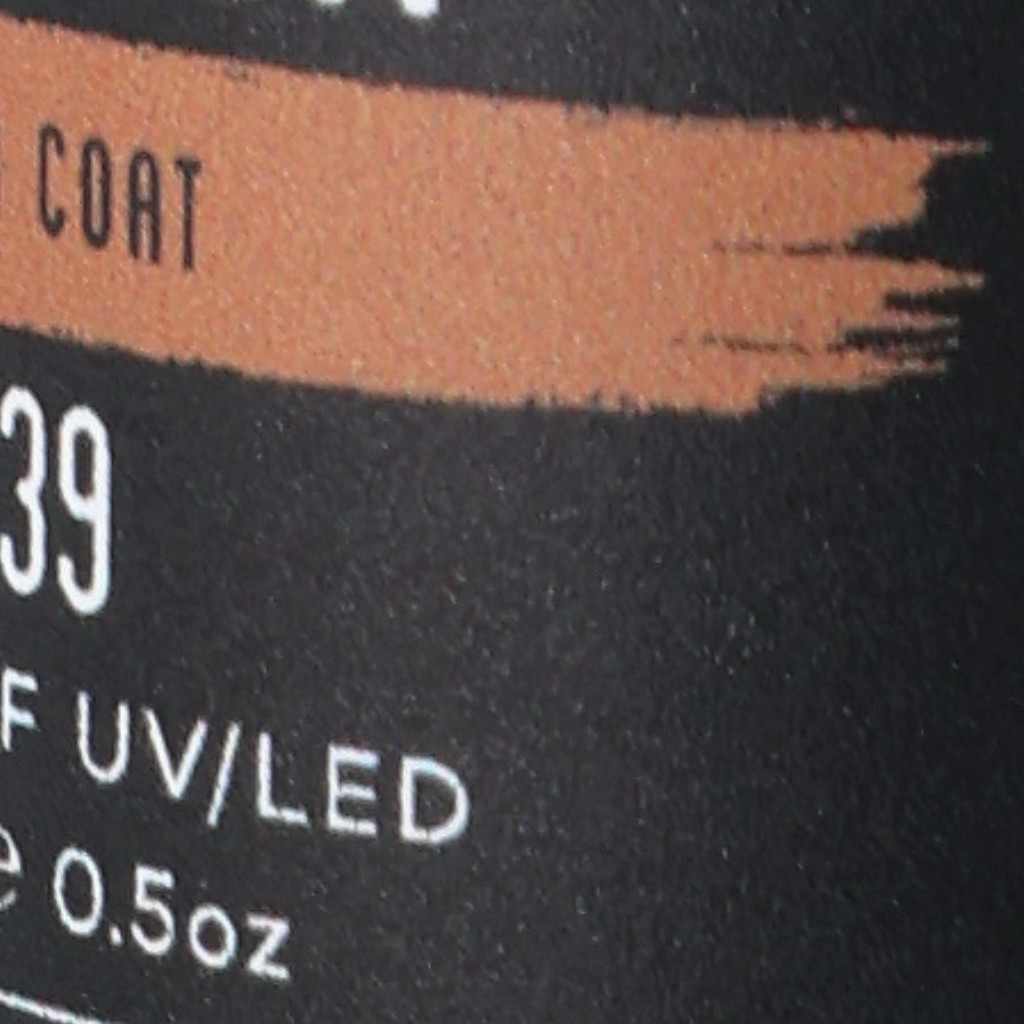 COAT
39
F UV/LED
e 0.5oz